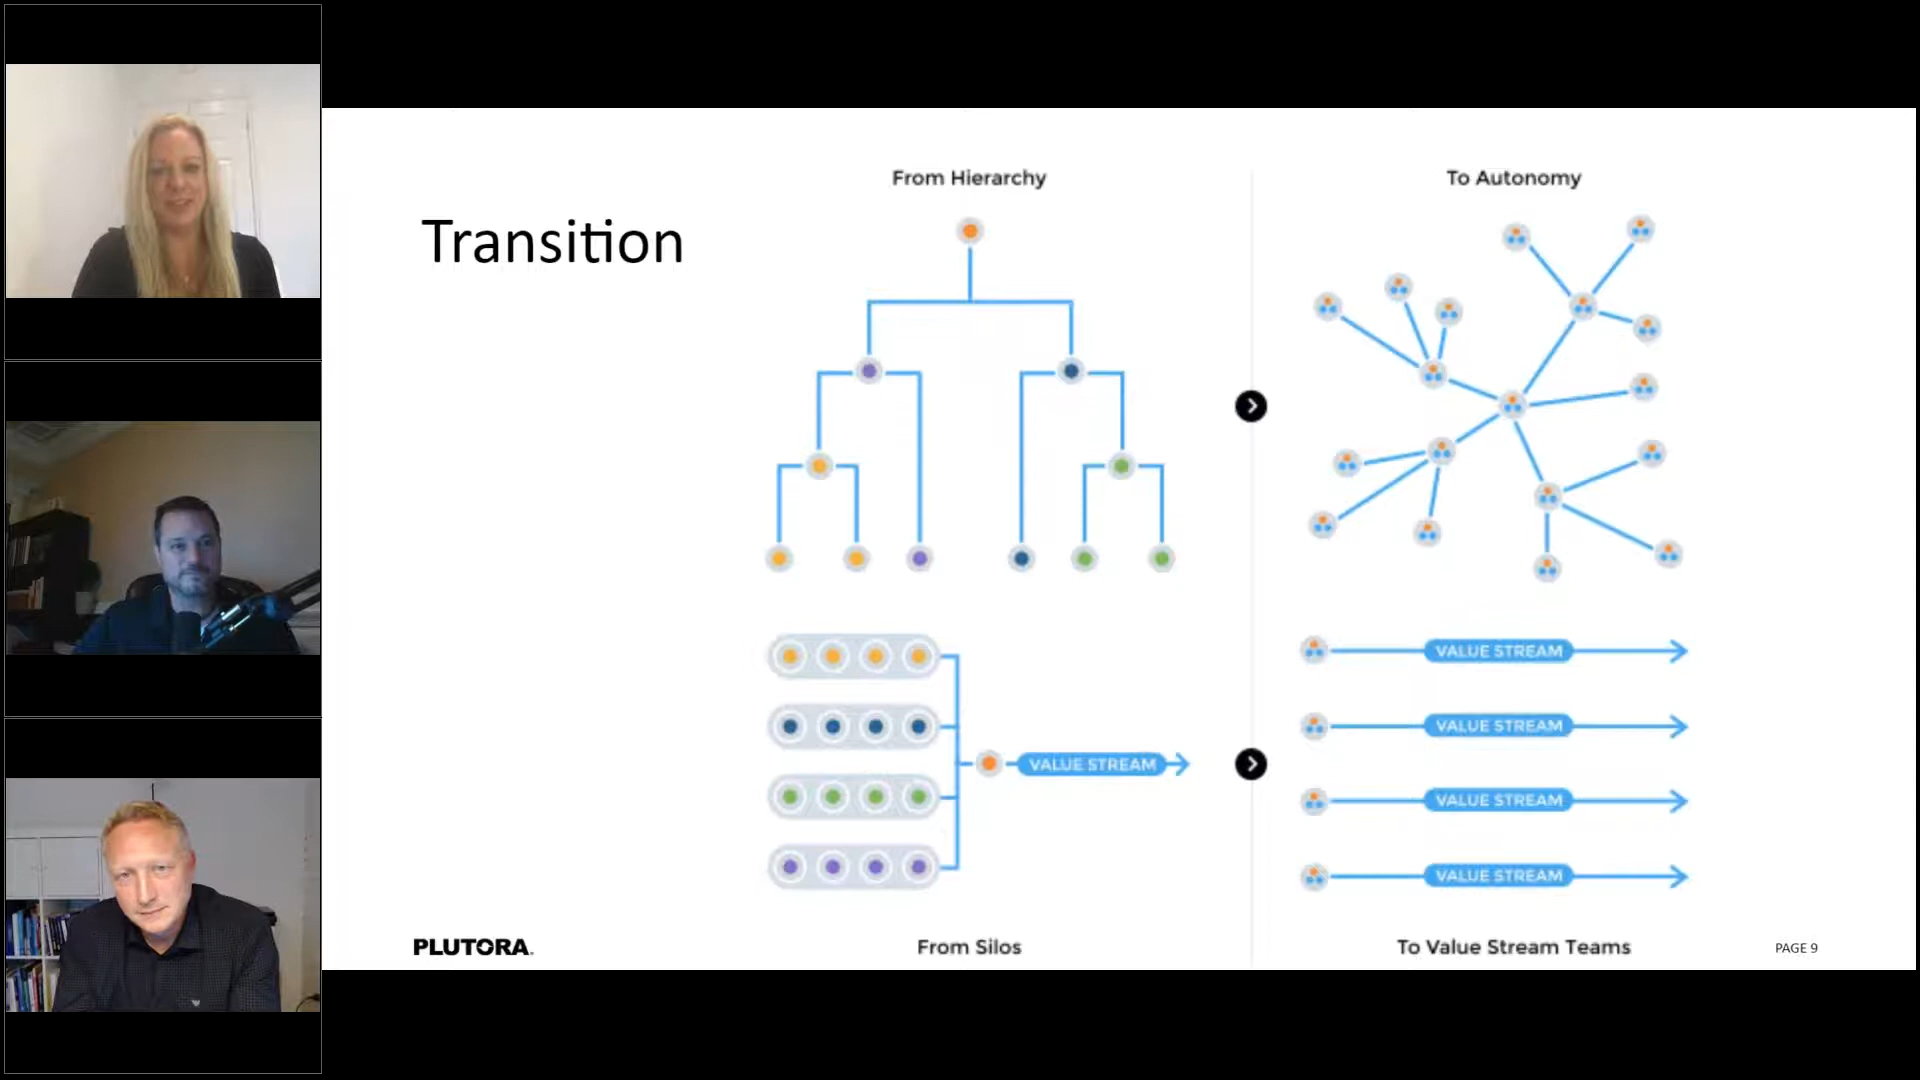 Transition
From Hierarchy
To Autonomy
VALUE STREAM
VALUE STREAM
VALUE STREAM
VALUE STREAM
VALUE STREAM
PLUTORA
From Silos
To Value Stream Teams
PAGE 9